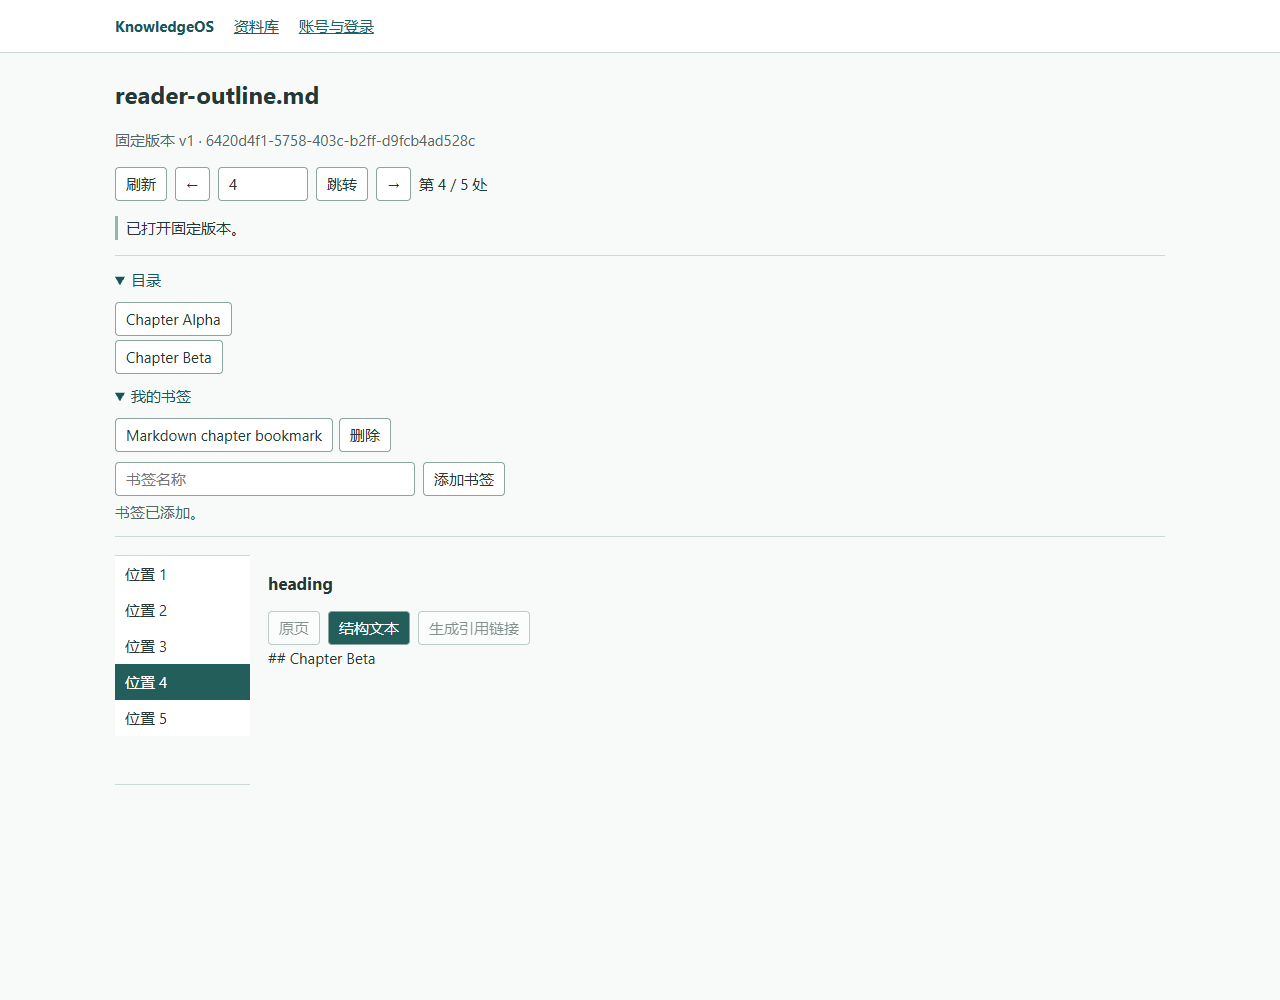 KnowledgeOS 资料库 账号与登录
reader-outline.md
固定版本 v1 · 6420d4f1-5758-403c-b2ff-d9fcb4ad528c
刷新 ← 4 跳转 → 第 4 / 5 处
已打开固定版本。
▼ 目录
Chapter Alpha
Chapter Beta
▼ 我的书签
Markdown chapter bookmark 删除
书签名称 添加书签
书签已添加。
位置 1
位置 2
位置 3
位置 4
位置 5
heading
原页 结构文本 生成引用链接
## Chapter Beta